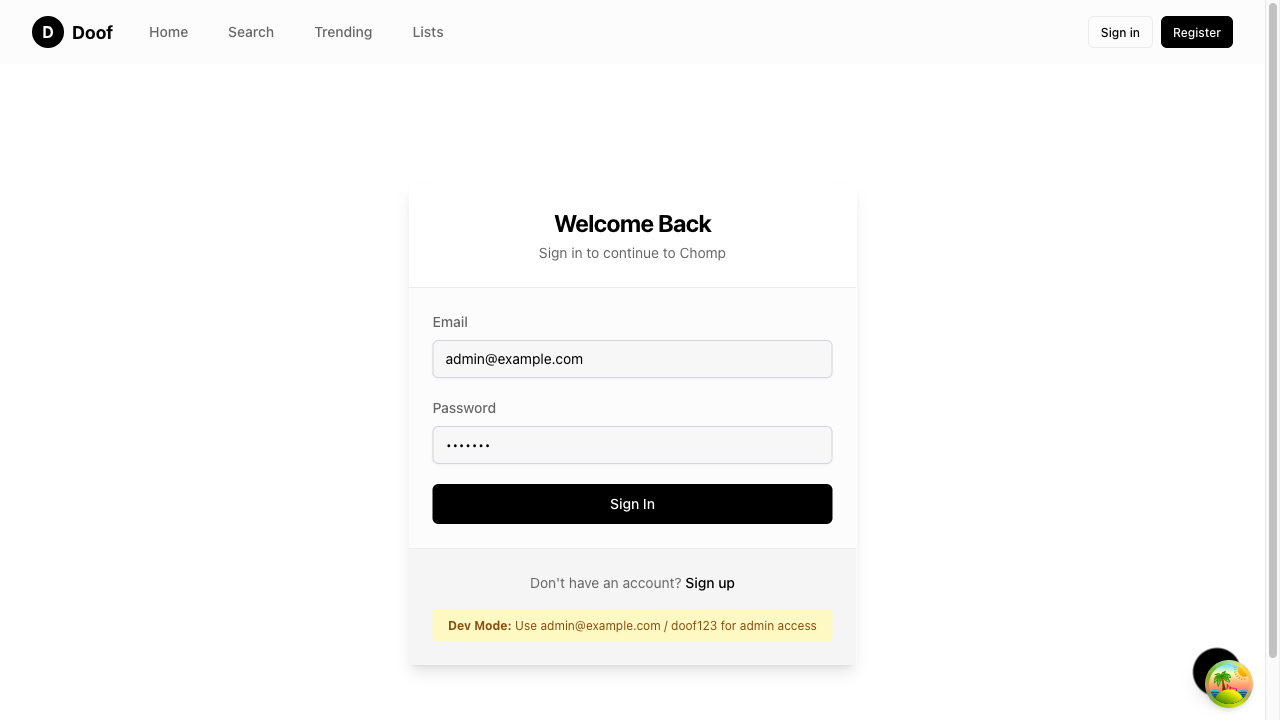 D Doof Home Search Trending Lists Sign in Register
Welcome Back
Sign in to continue to Chomp
Email
admin@example.com
Password
•••••••
Sign In
Don't have an account? Sign up
Dev Mode: Use admin@example.com / doof123 for admin access